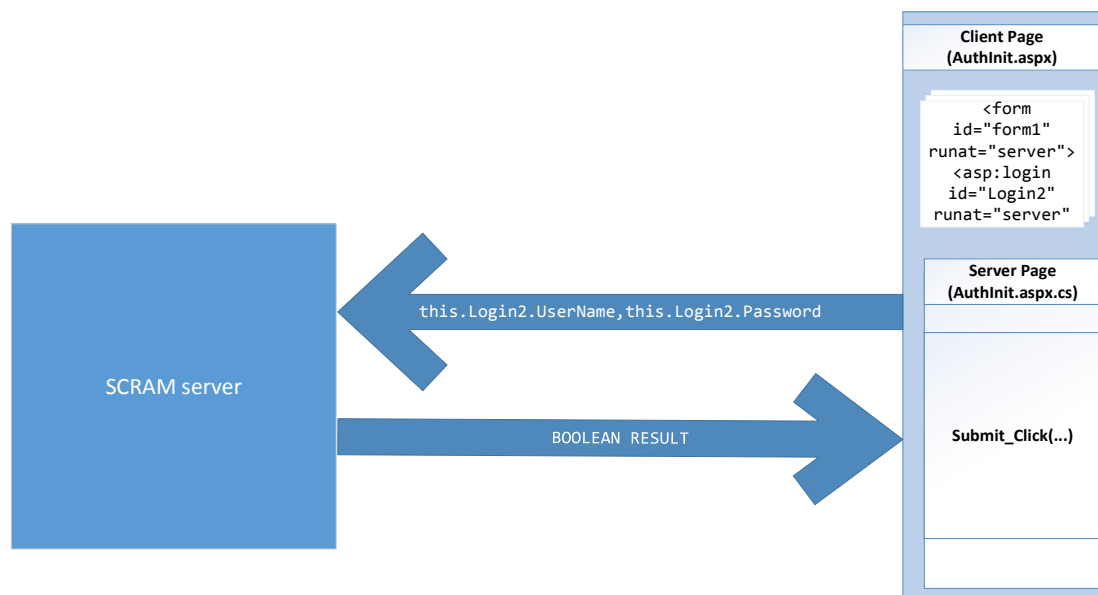 Client Page
(AuthInit.aspx)
<form
id="form1"
runat="server">
<asp:login
id="Login2"
runat="server"
Server Page
(AuthInit.aspx.cs)
this.Login2.UserName,this.Login2.Password
SCRAM server
BOOLEAN RESULT
Submit_Click(...)